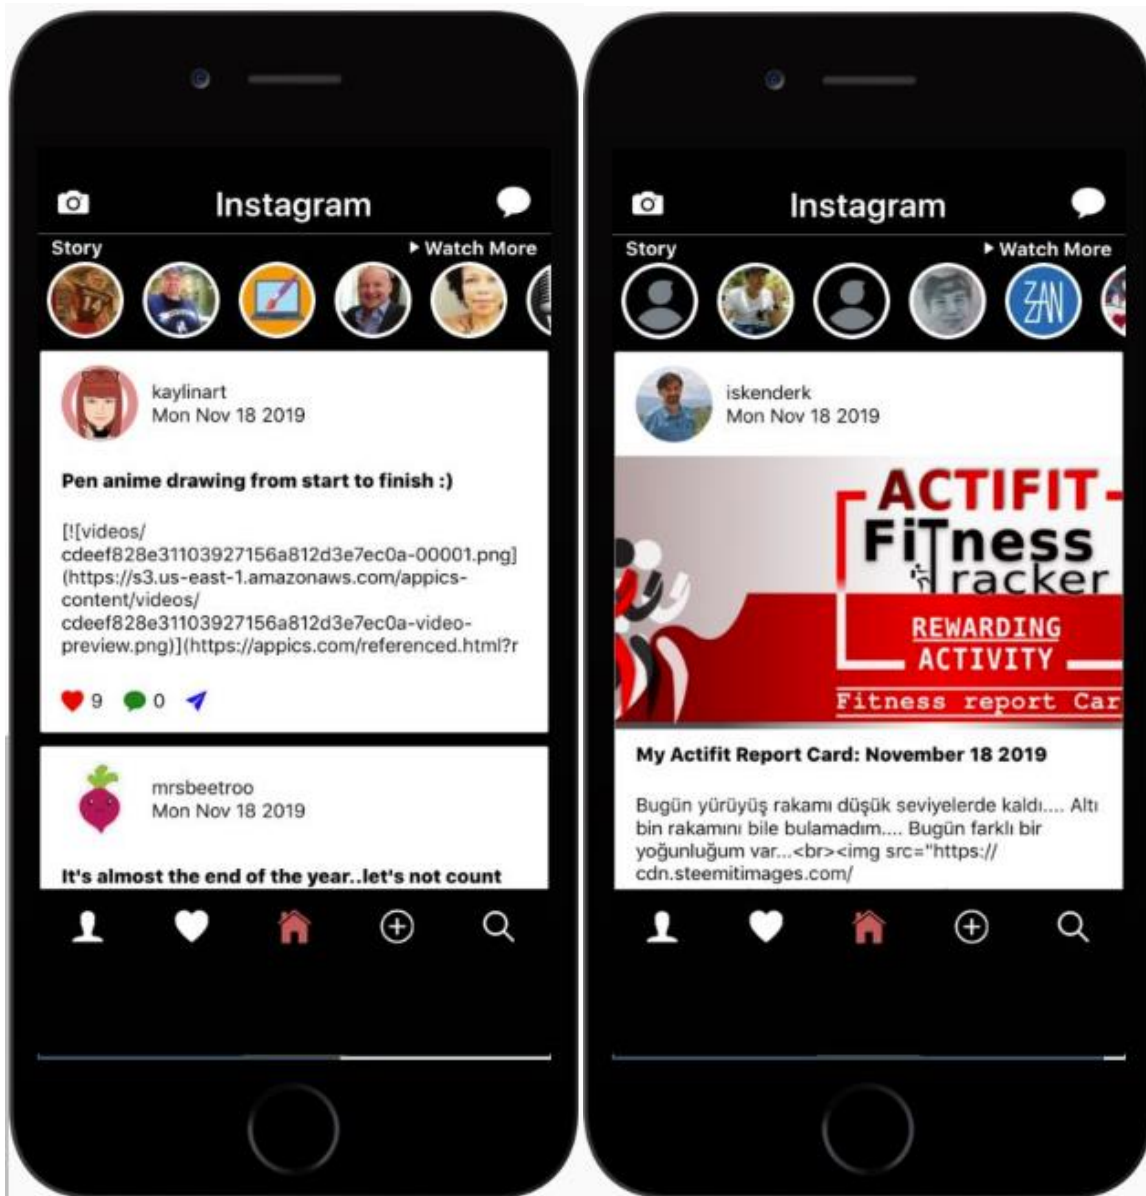 Instagram
Story
Watch More
kaylinart
Mon Nov 18 2019
Pen anime drawing from start to finish :)
[![videos/
cdeef828e31103927156a812d3e7ec0a-00001.png]
(https://s3.us-east-1.amazonaws.com/appics-
content/videos/
cdeef828e31103927156a812d3e7ec0a-video-
preview.png)](https://appics.com/referenced.html?r
9 0
mrsbeetroo
Mon Nov 18 2019
It's almost the end of the year..let's not count
Instagram
Story
Watch More
ZAN
iskenderk
Mon Nov 18 2019
ACTIFIT
FiTness
Tracker
REWARDING
ACTIVITY
Fitness report Car
My Actifit Report Card: November 18 2019
Bugün yürüyüş rakamı düşük seviyelerde kaldı.... Altı
bin rakamını bile bulamadım.... Bugün farklı bir
yoğunluğum var...<br><img src="https://
cdn.steemitimages.com/